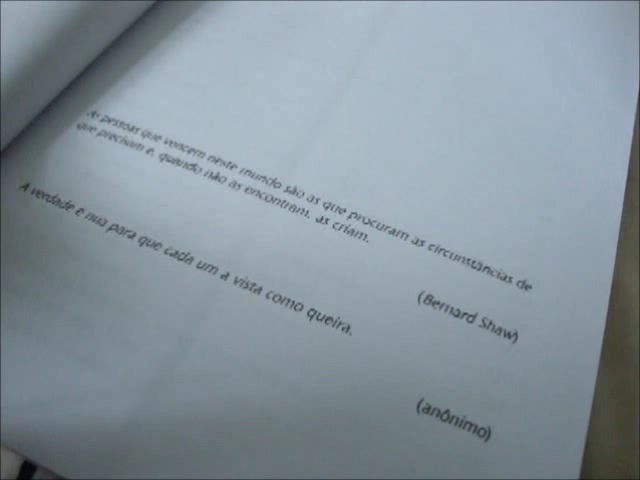 As pessoas que vencem neste mundo são as que procuram as circunstâncias de
que precisam e, quando não as encontram, as criam.
(Bernard Shaw)
A verdade é nua para que cada um a vista como queira.
(anônimo)